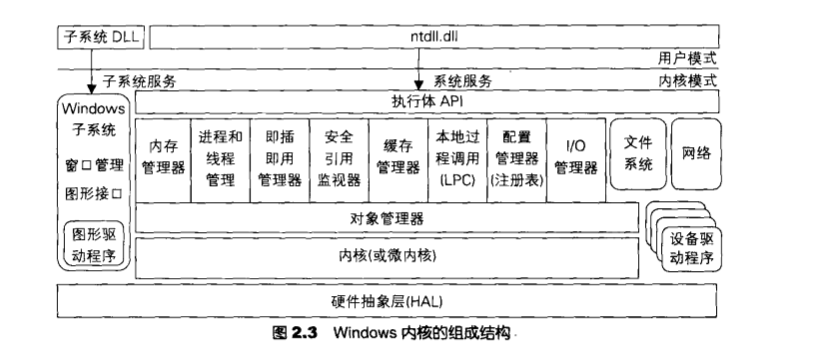 子系统 DLL
ntdll.dll
用户模式
子系统服务
系统服务
内核模式
执行体 API
Windows
子系统
窗口管理
图形接口
图形驱
动程序
内存
管理器
进程和
线程
管理
即插
即用
管理器
安全
引用
监视器
缓存
管理器
本地过
程调用
(LPC)
配置
管理器
(注册表)
I/O
管理器
文件
系统
网络
对象管理器
设备驱
动程序
内核(或微内核)
硬件抽象层(HAL)
图 2.3 Windows 内核的组成结构